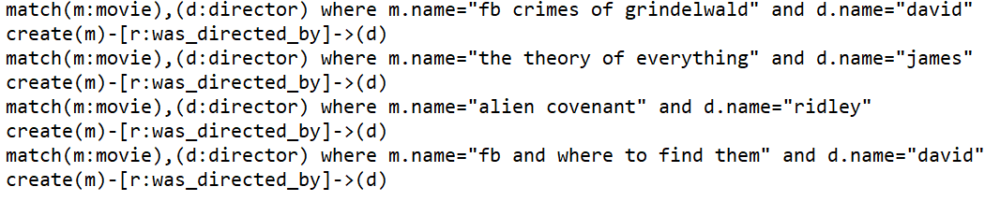 match(m:movie),(d:director) where m.name="fb crimes of grindelwald" and d.name="david"
create(m)-[r:was_directed_by]->(d)
match(m:movie),(d:director) where m.name="the theory of everything" and d.name="james"
create(m)-[r:was_directed_by]->(d)
match(m:movie),(d:director) where m.name="alien covenant" and d.name="ridley"
create(m)-[r:was_directed_by]->(d)
match(m:movie),(d:director) where m.name="fb and where to find them" and d.name="david"
create(m)-[r:was_directed_by]->(d)